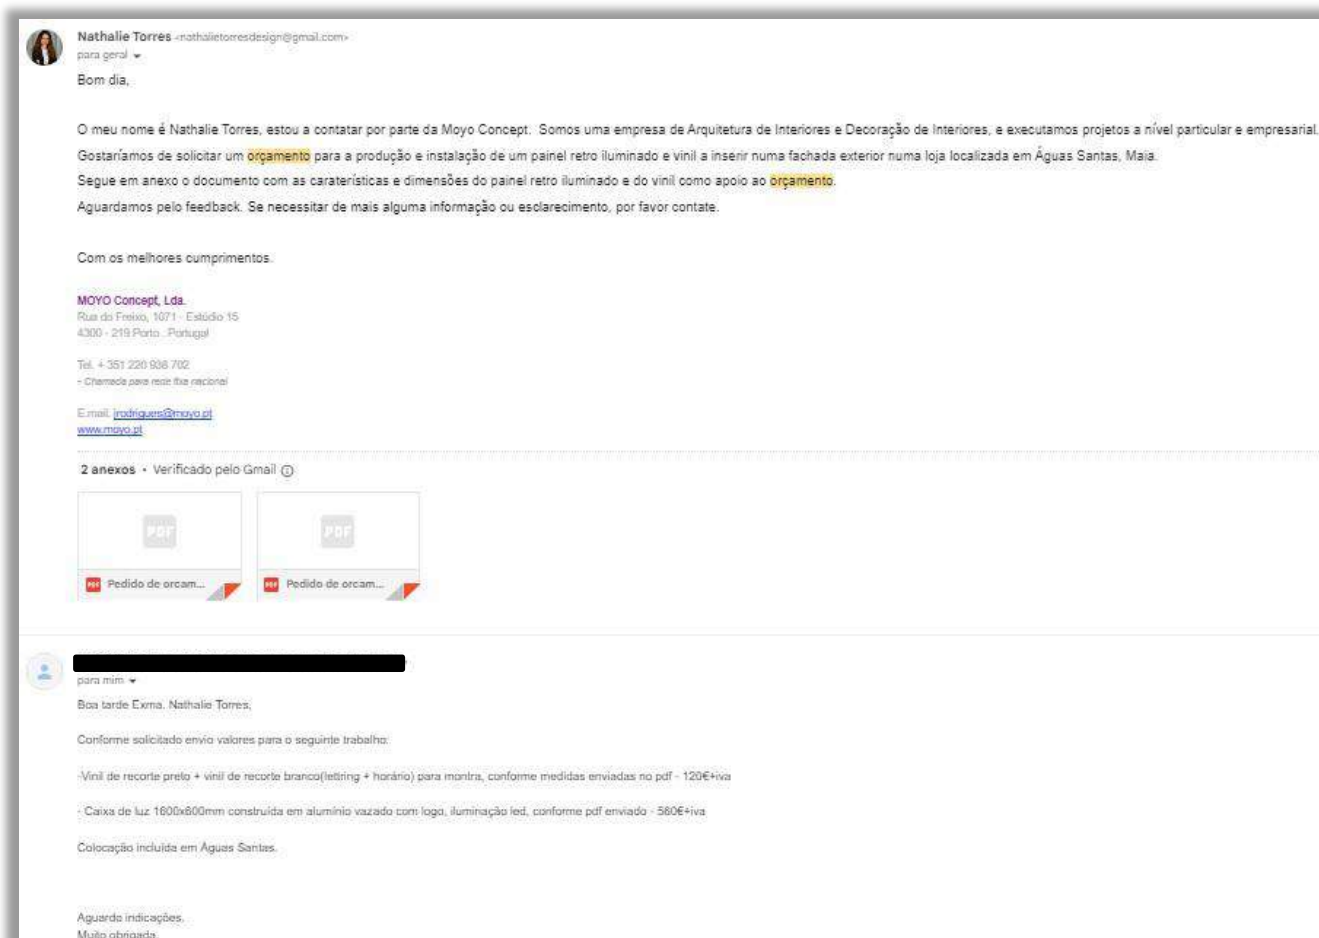 Nathalie Torres <nathalietorresdesign@gmail.com>
para geral
Bom dia,
O meu nome é Nathalie Torres, estou a contatar por parte da Moyo Concept. Somos uma empresa de Arquitetura de Interiores e Decoração de Interiores, e executamos projetos a nível particular e empresarial.
Gostaríamos de solicitar um orçamento para a produção e instalação de um painel retro iluminado e vinil a inserir numa fachada exterior numa loja localizada em Águas Santas, Maia.
Segue em anexo o documento com as caraterísticas e dimensões do painel retro iluminado e do vinil como apoio ao orçamento.
Aguardamos pelo feedback. Se necessitar de mais alguma informação ou esclarecimento, por favor contate.
Com os melhores cumprimentos.
MOYO Concept, Lda.
Rua do Freixo, 1071 - Estúdio 15
4300 - 219 Porto . Portugal
Tel. + 351 220 936 702
- Chamada para rede fixa nacional
E.mail. jrodrigues@moyo.pt
www.moyo.pt
2 anexos • Verificado pelo Gmail
PDF PDF
PDF Pedido de orcam... PDF Pedido de orcam...
para mim
Boa tarde Exma. Nathalie Torres,
Conforme solicitado envio valores para o seguinte trabalho:
-Vinil de recorte preto + vinil de recorte branco(lettring + horário) para montra, conforme medidas enviadas no pdf - 120€+iva
- Caixa de luz 1600x600mm construída em alumínio vazado com logo, iluminação led, conforme pdf enviado - 560€+iva
Colocação incluída em Águas Santas.
Aguardo indicações.
Muito obrigada